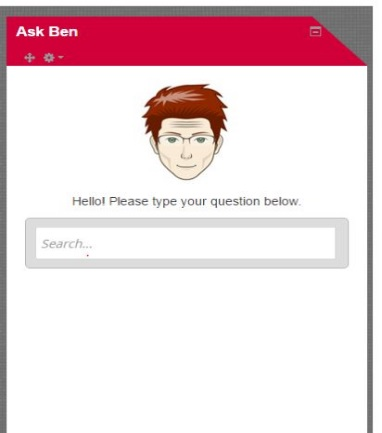 Ask Ben
Hello! Please type your question below.
Search...